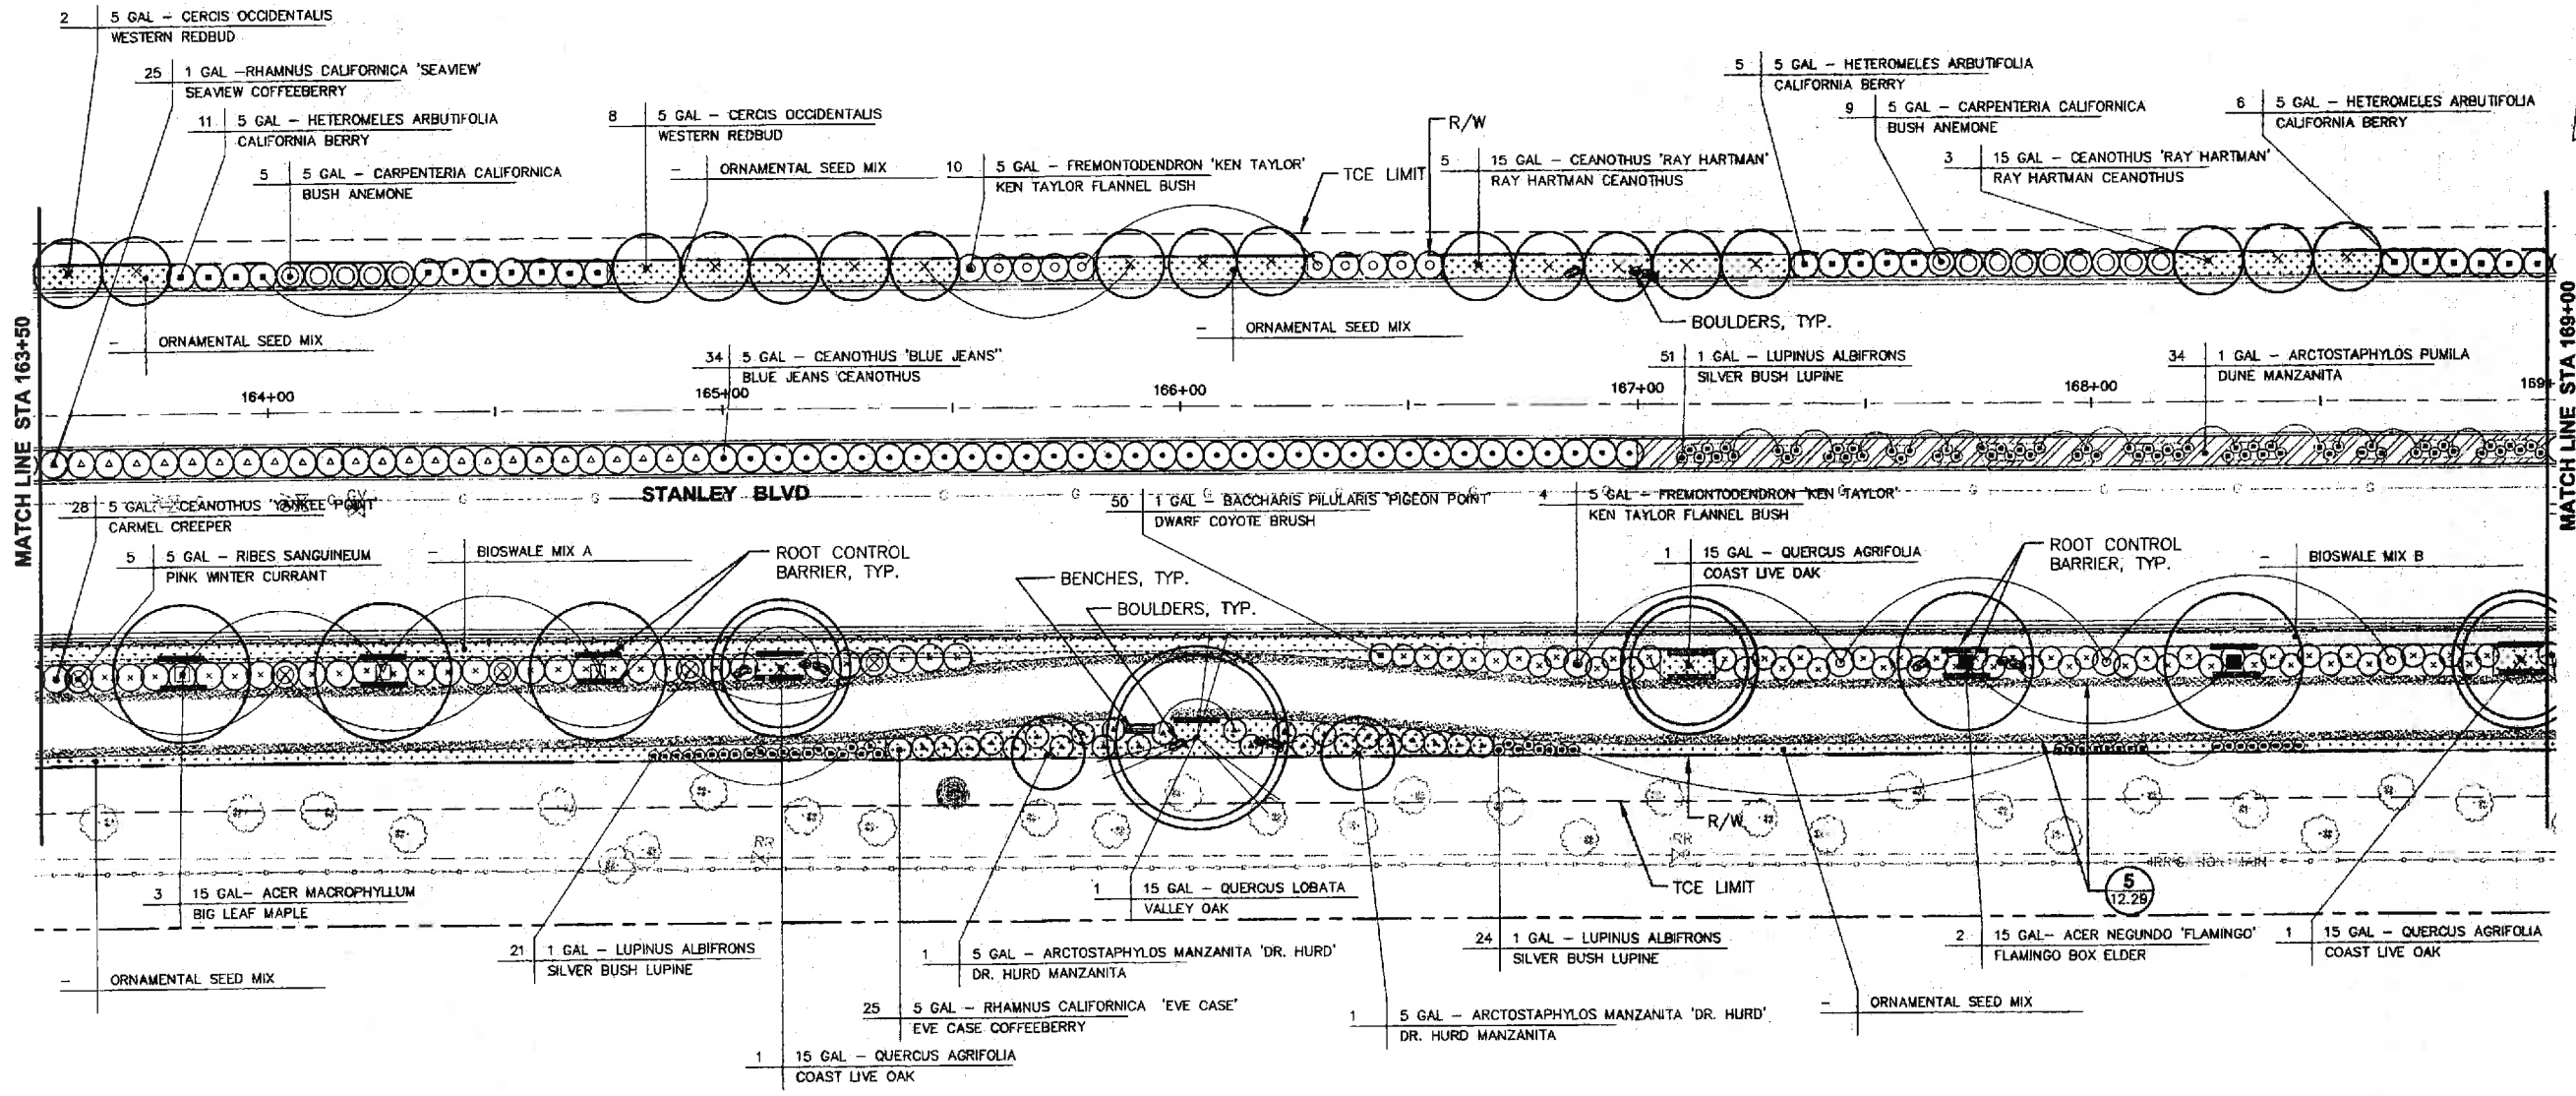 2 5 GAL – CERCIS OCCIDENTALIS
WESTERN REDBUD
25 1 GAL –RHAMNUS CALIFORNICA 'SEAVIEW'
SEAVIEW COFFEEBERRY
11 5 GAL – HETEROMELES ARBUTIFOLIA
CALIFORNIA BERRY
5 5 GAL – CARPENTERIA CALIFORNICA
BUSH ANEMONE
8 5 GAL – CERCIS OCCIDENTALIS
WESTERN REDBUD
– ORNAMENTAL SEED MIX
10 5 GAL – FREMONTODENDRON 'KEN TAYLOR'
KEN TAYLOR FLANNEL BUSH
TCE LIMIT
R/W
5 15 GAL – CEANOTHUS 'RAY HARTMAN'
RAY HARTMAN CEANOTHUS
5 5 GAL – HETEROMELES ARBUTIFOLIA
CALIFORNIA BERRY
9 5 GAL – CARPENTERIA CALIFORNICA
BUSH ANEMONE
3 15 GAL – CEANOTHUS 'RAY HARTMAN'
RAY HARTMAN CEANOTHUS
6 5 GAL – HETEROMELES ARBUTIFOLIA
CALIFORNIA BERRY
MATCH LINE STA 163+50
– ORNAMENTAL SEED MIX
– ORNAMENTAL SEED MIX
BOULDERS, TYP.
34 5 GAL – CEANOTHUS 'BLUE JEANS"
BLUE JEANS CEANOTHUS
51 1 GAL – LUPINUS ALBIFRONS
SILVER BUSH LUPINE
34 1 GAL – ARCTOSTAPHYLOS PUMILA
DUNE MANZANITA
164+00
165+00
166+00
167+00
168+00
169+
MATCH LINE STA 169+00
STANLEY BLVD
28 5 GAL – CEANOTHUS 'YANKEE POINT'
CARMEL CREEPER
5 5 GAL – RIBES SANGUINEUM
PINK WINTER CURRANT
– BIOSWALE MIX A
ROOT CONTROL
BARRIER, TYP.
50 1 GAL – BACCHARIS PILULARIS 'PIGEON POINT'
DWARF COYOTE BRUSH
BENCHES, TYP.
BOULDERS, TYP.
4 5 GAL – FREMONTODENDRON 'KEN TAYLOR'
KEN TAYLOR FLANNEL BUSH
1 15 GAL – QUERCUS AGRIFOLIA
COAST LIVE OAK
ROOT CONTROL
BARRIER, TYP.
– BIOSWALE MIX B
R/W
RR
RR
TCE LIMIT
5
12.29
3 15 GAL– ACER MACROPHYLLUM
BIG LEAF MAPLE
1 15 GAL – QUERCUS LOBATA
VALLEY OAK
– ORNAMENTAL SEED MIX
21 1 GAL – LUPINUS ALBIFRONS
SILVER BUSH LUPINE
1 5 GAL – ARCTOSTAPHYLOS MANZANITA 'DR. HURD'
DR. HURD MANZANITA
24 1 GAL – LUPINUS ALBIFRONS
SILVER BUSH LUPINE
2 15 GAL– ACER NEGUNDO 'FLAMINGO'
FLAMINGO BOX ELDER
1 15 GAL – QUERCUS AGRIFOLIA
COAST LIVE OAK
25 5 GAL – RHAMNUS CALIFORNICA 'EVE CASE'
EVE CASE COFFEEBERRY
1 5 GAL – ARCTOSTAPHYLOS MANZANITA 'DR. HURD'
DR. HURD MANZANITA
– ORNAMENTAL SEED MIX
1 15 GAL – QUERCUS AGRIFOLIA
COAST LIVE OAK